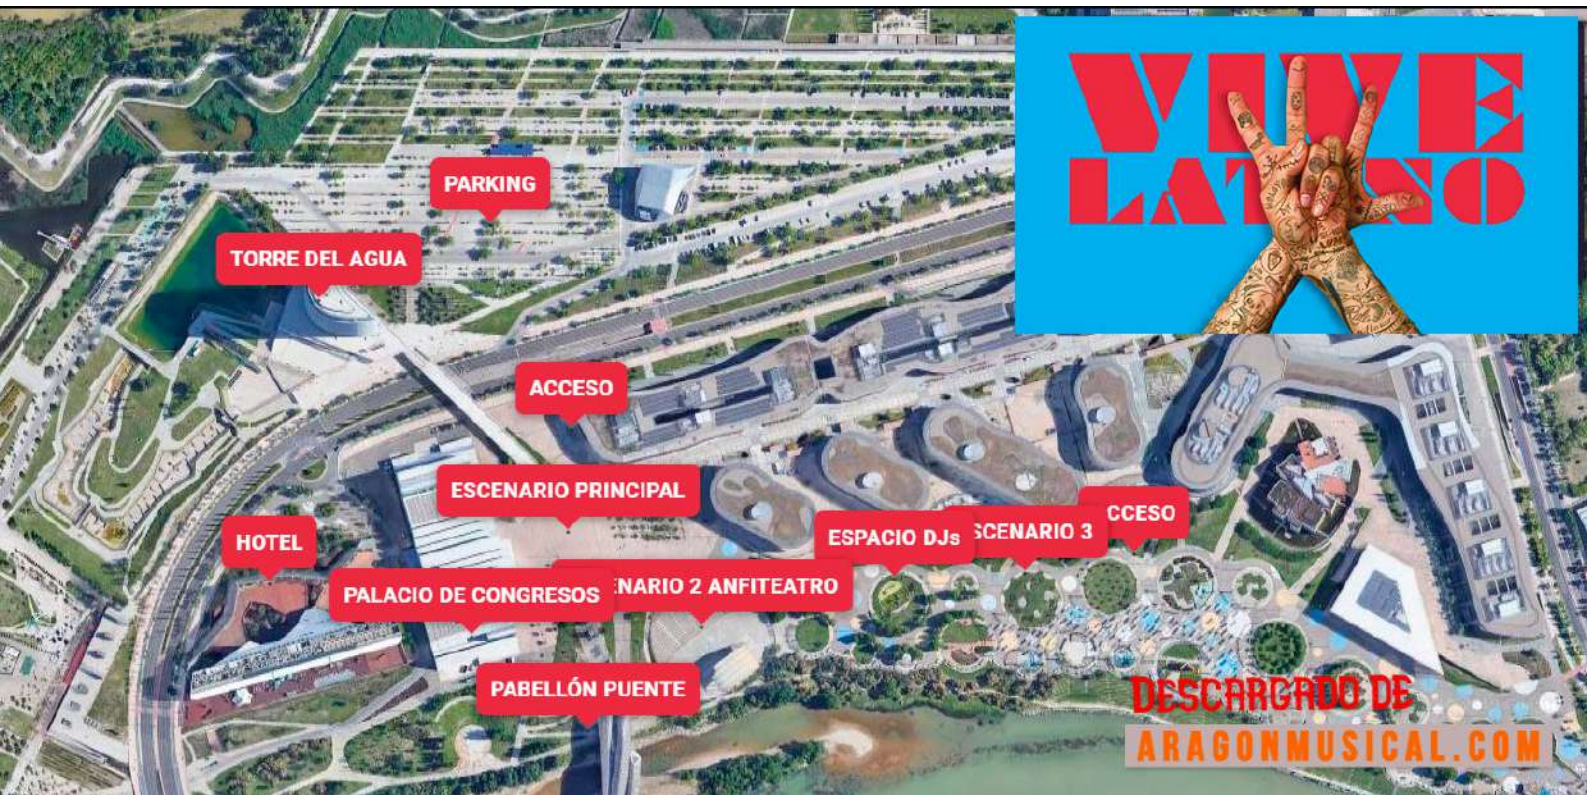 VIVE
LATINO
PARKING
TORRE DEL AGUA
ACCESO
ESCENARIO PRINCIPAL
HOTEL
ESPACIO DJs
SCENARIO 3
CCESO
PALACIO DE CONGRESOS
ENARIO 2 ANFITEATRO
PABELLÓN PUENTE
DESCARGADO DE
ARAGONMUSICAL.COM